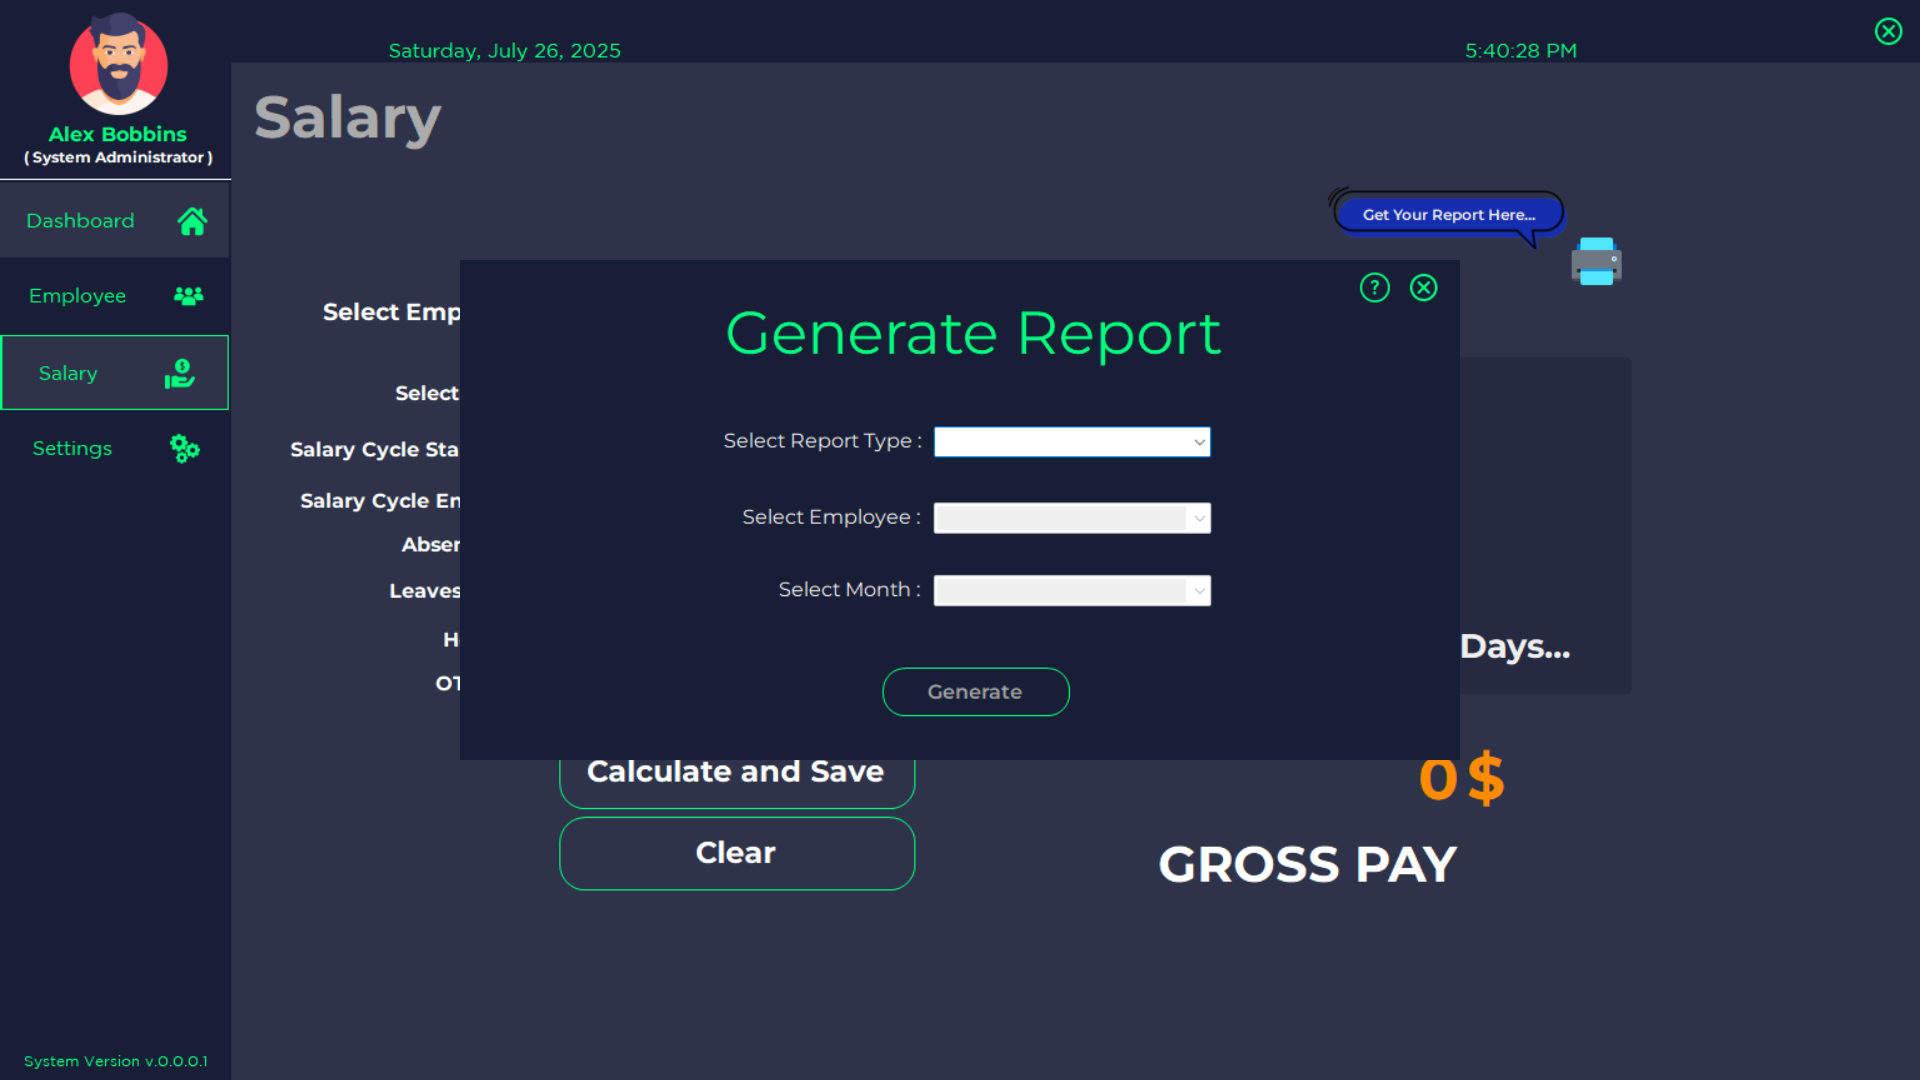 Saturday, July 26, 2025
5:40:28 PM
Alex Bobbins
( System Administrator )
Dashboard
Employee
Salary
Settings
System Version v.0.0.0.1
Salary
Get Your Report Here...
Select Emp
Select
Salary Cycle Sta
Salary Cycle En
Abser
Leaves
H
OT
?
Generate Report
Select Report Type :
Select Employee :
Select Month :
Generate
Days...
Calculate and Save
Clear
0 $
GROSS PAY